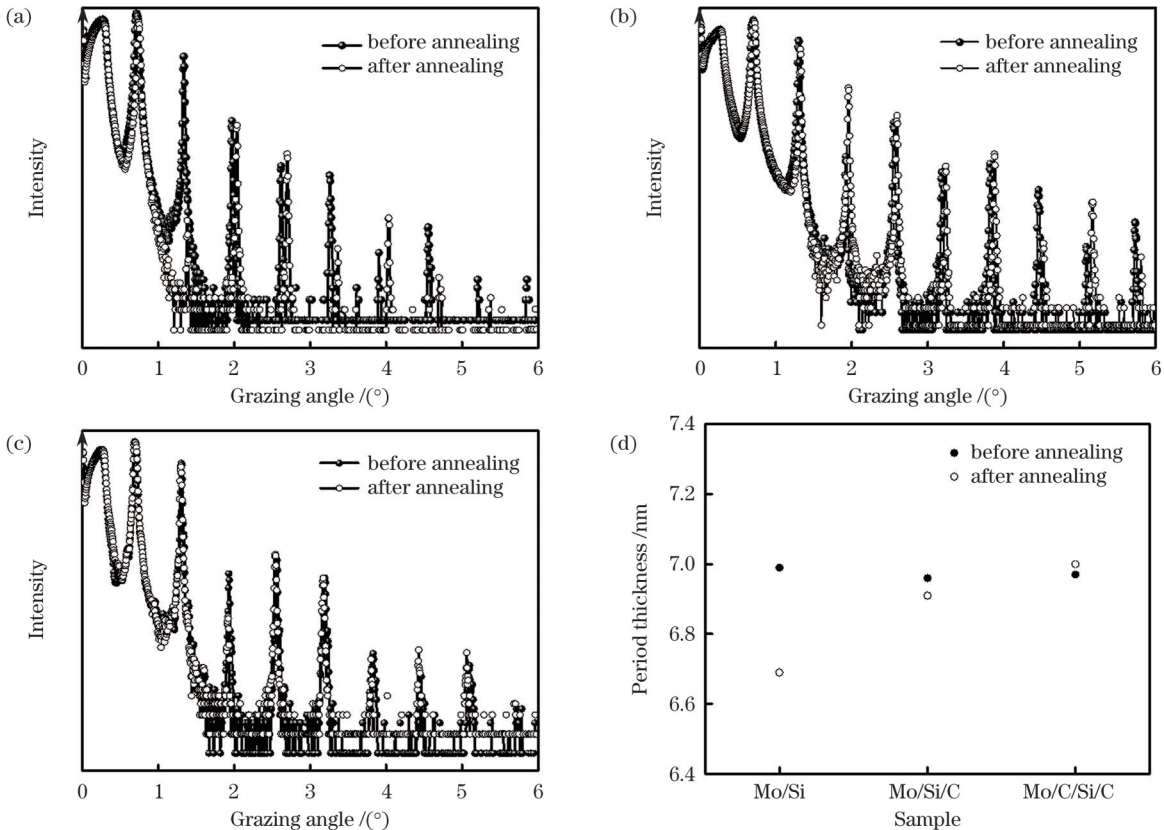 (a)
before annealing
after annealing
Intensity
0 1 2 3 4 5 6
Grazing angle /(°)
(b)
before annealing
after annealing
Intensity
0 1 2 3 4 5 6
Grazing angle /(°)
(c)
before annealing
after annealing
Intensity
0 1 2 3 4 5 6
Grazing angle /(°)
(d)
before annealing
after annealing
Period thickness /nm
7.4
7.2
7.0
6.8
6.6
6.4
Mo/Si Mo/Si/C Mo/C/Si/C
Sample